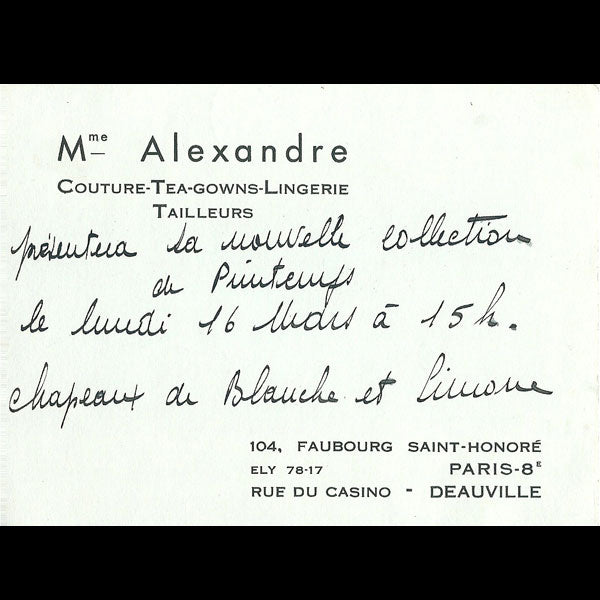 Mme Alexandre
COUTURE-TEA-GOWNS-LINGERIE
TAILLEURS
présentera sa nouvelle collection
de Printemps
le lundi 16 Mars à 15h.
chapeaux de Blanche et Simone
104, FAUBOURG SAINT-HONORÉ
ELY 78-17 PARIS-8E
RUE DU CASINO - DEAUVILLE